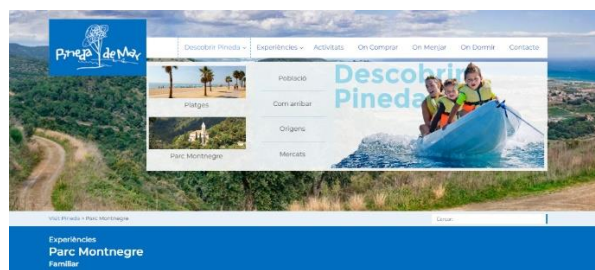 Pineda de Mar
Descobrir Pineda Experiències Activitats On Comprar On Menjar On Dormir Contacte
Platges
Parc Montnegre
Població
Com arribar
Orígens
Mercats
Descobrir
Pineda
Visit Pineda > Parc Montnegre
Cercar:
Experiències
Parc Montnegre
Familiar